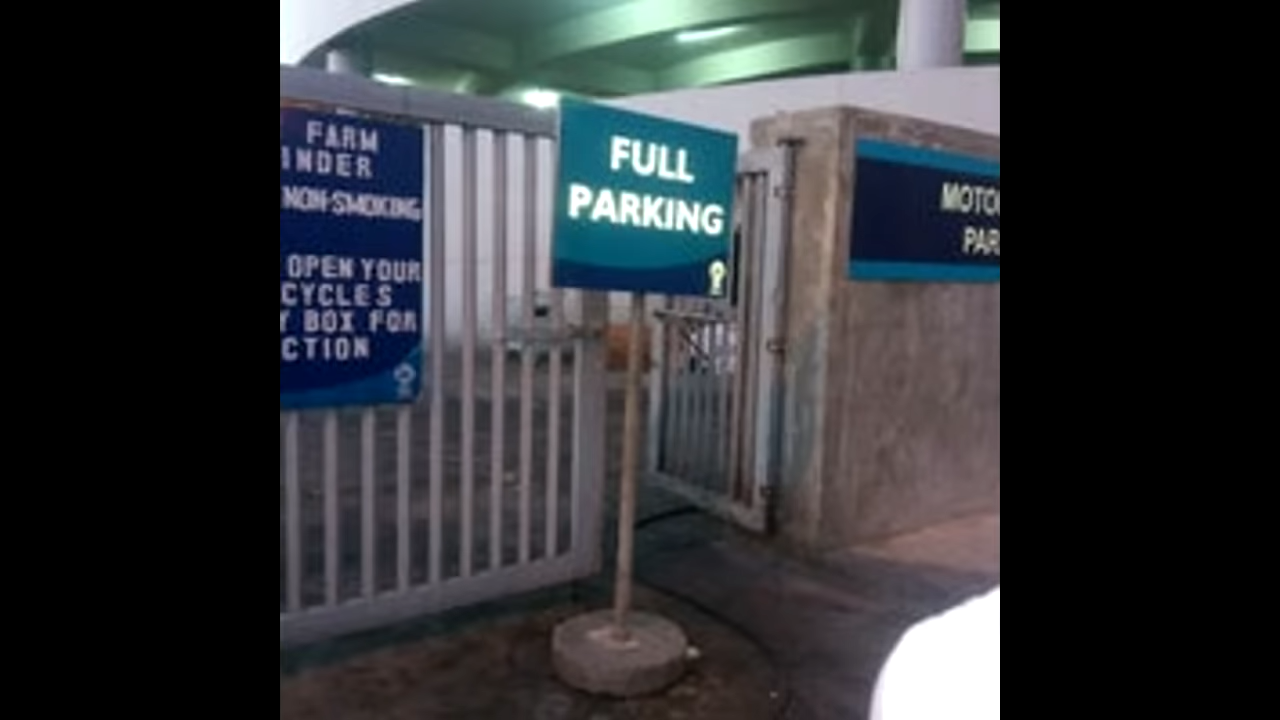 FARM
INDER
NON-SMOKING
OPEN YOUR
CYCLES
Y BOX FOR
CTION
FULL
PARKING
MOTO
PAR